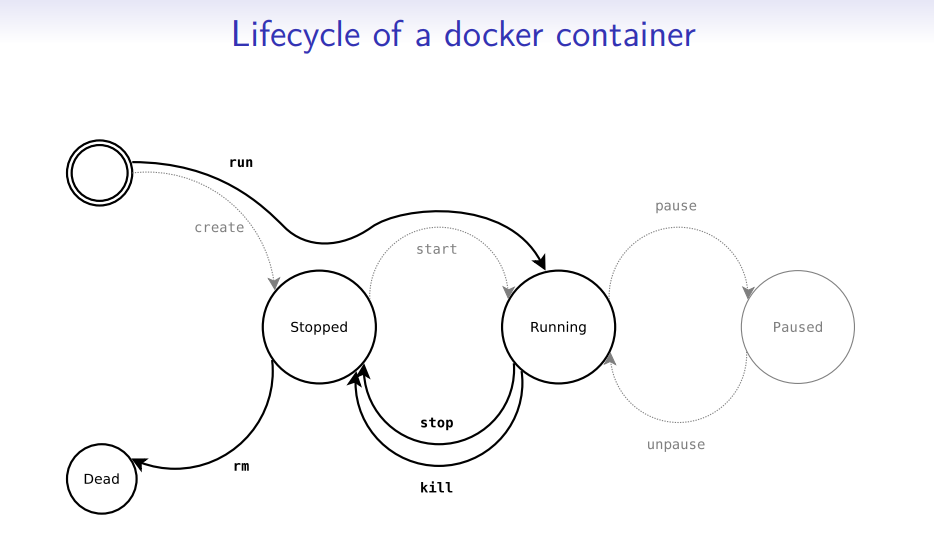 Lifecycle of a docker container
run
create
start
pause
Stopped
Running
Paused
stop
unpause
rm
Dead
kill